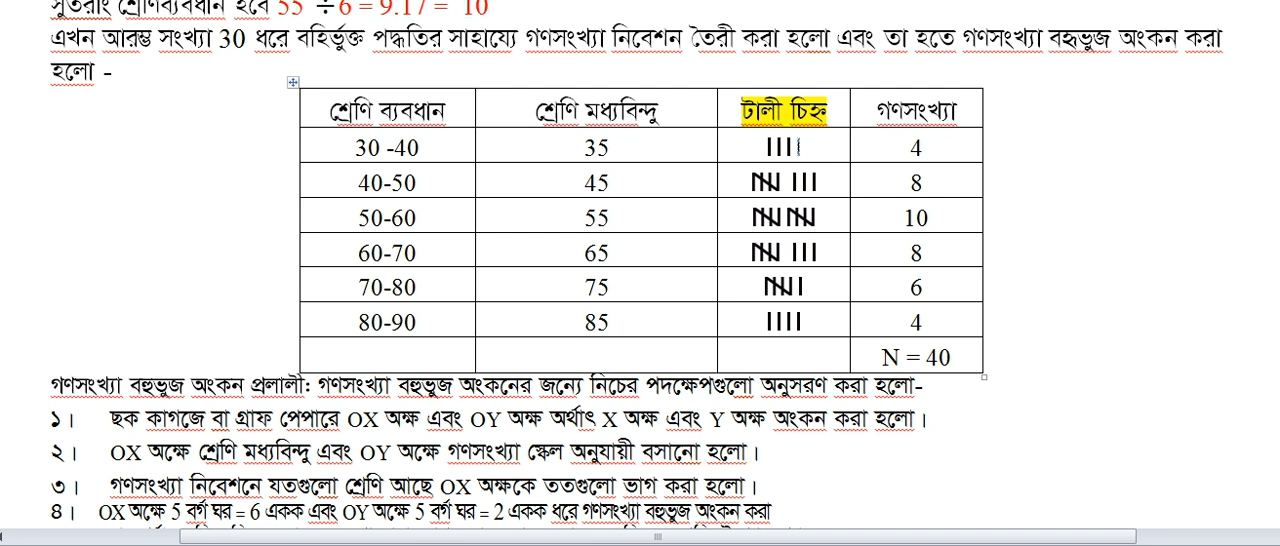 সুতরাং শ্রেণিব্যবধান হবে 55 ÷ 6 = 9.17 = 10
এখন আরম্ভ সংখ্যা 30 ধরে বহির্ভুক্ত পদ্ধতির সাহায্যে গণসংখ্যা নিবেশন তৈরী করা হলো এবং তা হতে গণসংখ্যা বহুভুজ অংকন করা
হলো -
শ্রেণি ব্যবধান শ্রেণি মধ্যবিন্দু টালী চিহ্ন গণসংখ্যা
30 -40 35 |||| 4
40-50 45 𝍸 ||| 8
50-60 55 𝍸 𝍸 10
60-70 65 𝍸 ||| 8
70-80 75 𝍸 | 6
80-90 85 |||| 4
N = 40
গণসংখ্যা বহুভুজ অংকন প্রলালী: গণসংখ্যা বহুভুজ অংকনের জন্যে নিচের পদক্ষেপগুলো অনুসরণ করা হলো-
১। ছক কাগজে বা গ্রাফ পেপারে OX অক্ষ এবং OY অক্ষ অর্থাৎ X অক্ষ এবং Y অক্ষ অংকন করা হলো।
২। OX অক্ষে শ্রেণি মধ্যবিন্দু এবং OY অক্ষে গণসংখ্যা স্কেল অনুযায়ী বসানো হলো।
৩। গণসংখ্যা নিবেশনে যতগুলো শ্রেণি আছে OX অক্ষকে ততগুলো ভাগ করা হলো।
৪। OX অক্ষে 5 বর্গ ঘর = 6 একক এবং OY অক্ষে 5 বর্গ ঘর = 2 একক ধরে গণসংখ্যা বহুভুজ অংকন করা